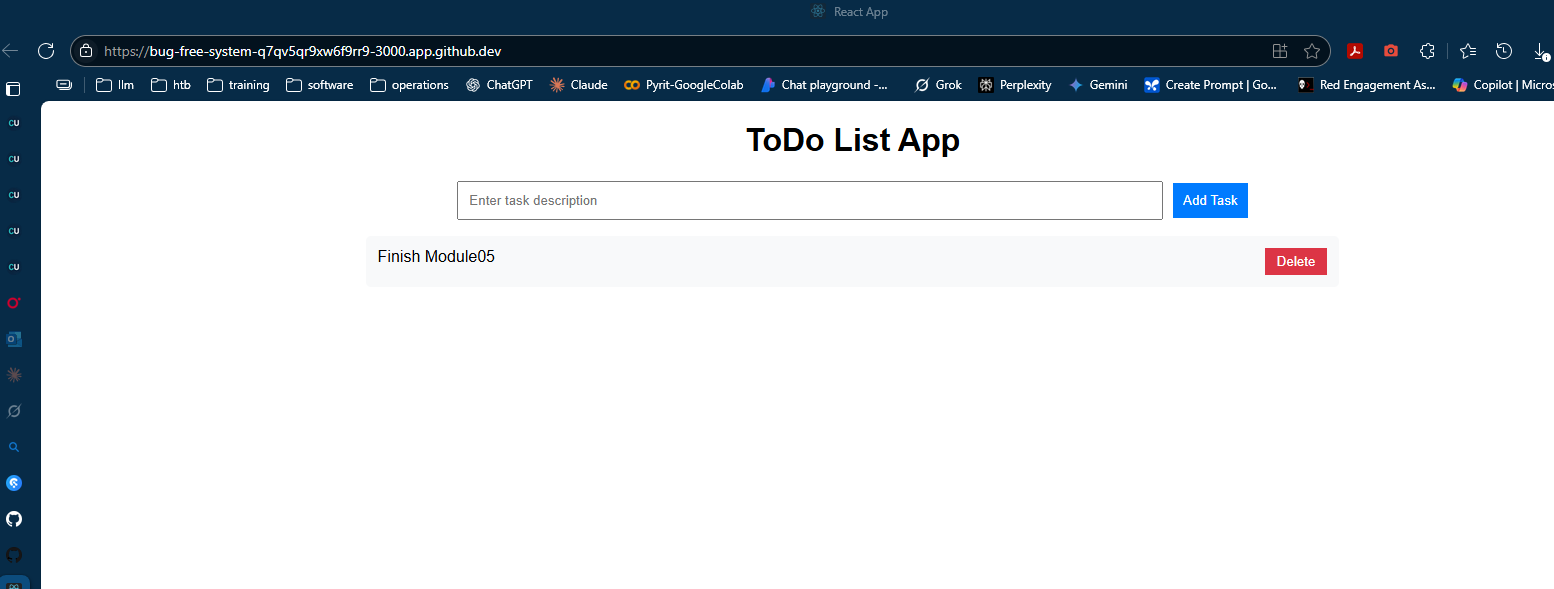 React App
https://bug-free-system-q7qv5qr9xw6f9rr9-3000.app.github.dev
llm htb training software operations ChatGPT Claude Pyrit-GoogleColab Chat playground -... Grok Perplexity Gemini Create Prompt | Go... Red Engagement As... Copilot | Micros
CU
CU
CU
CU
CU
ToDo List App
Enter task description Add Task
Finish Module05 Delete